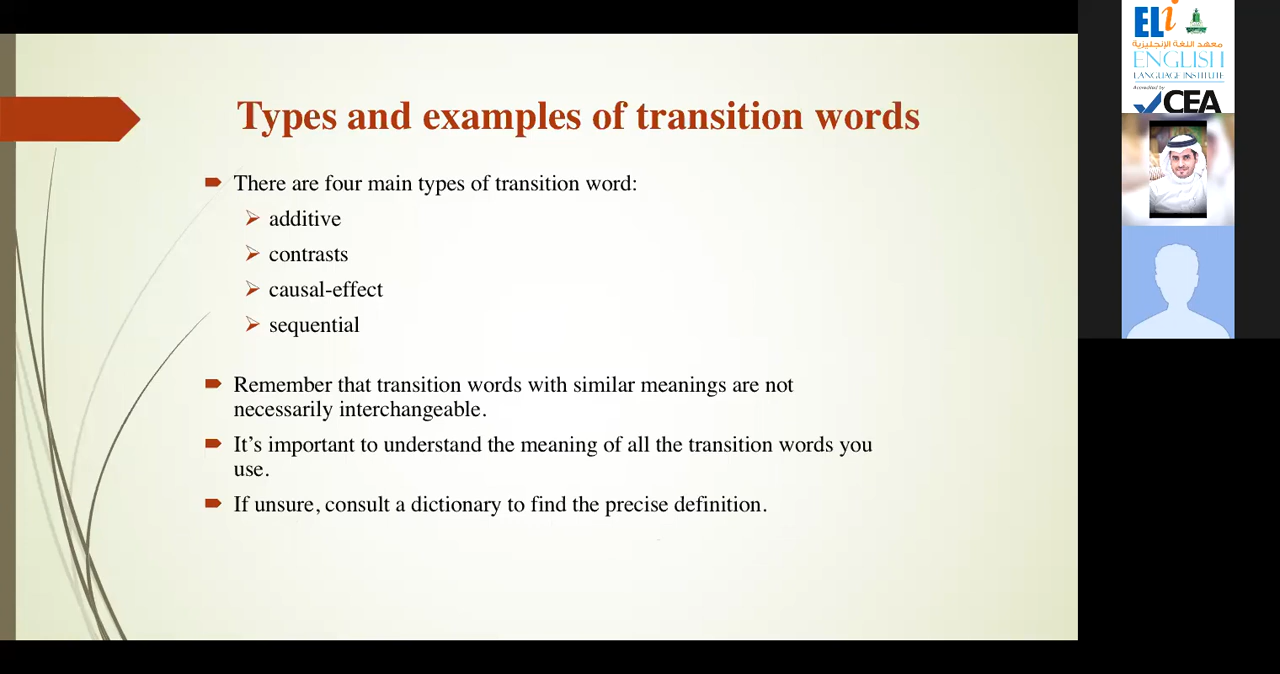 Types and examples of transition words
There are four main types of transition word:
additive
contrasts
causal-effect
sequential
Remember that transition words with similar meanings are not
necessarily interchangeable.
It’s important to understand the meaning of all the transition words you
use.
If unsure, consult a dictionary to find the precise definition.
ELi
معهد اللغة الإنجليزية
ENGLISH
LANGUAGE INSTITUTE
Accredited by
CEA